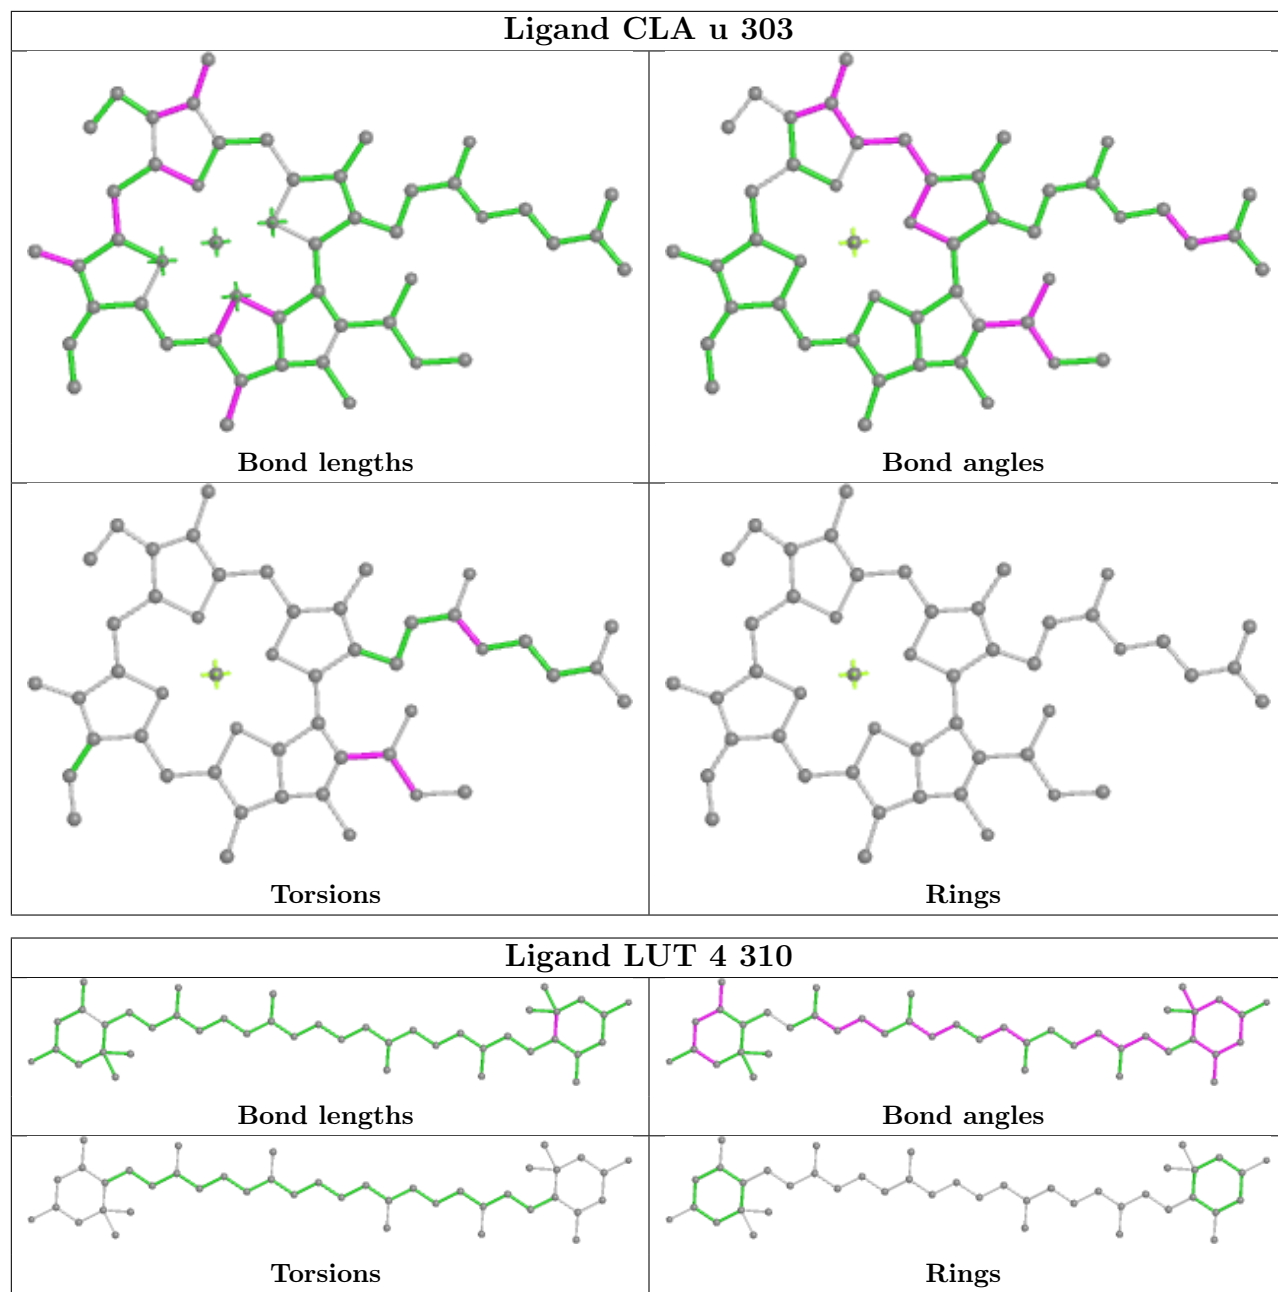 Ligand CLA u 303
Bond lengths
Bond angles
Torsions
Rings
Ligand LUT 4 310
Bond lengths
Bond angles
Torsions
Rings